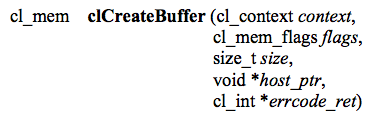 cl_mem clCreateBuffer (cl_context context,
cl_mem_flags flags,
size_t size,
void *host_ptr,
cl_int *errcode_ret)